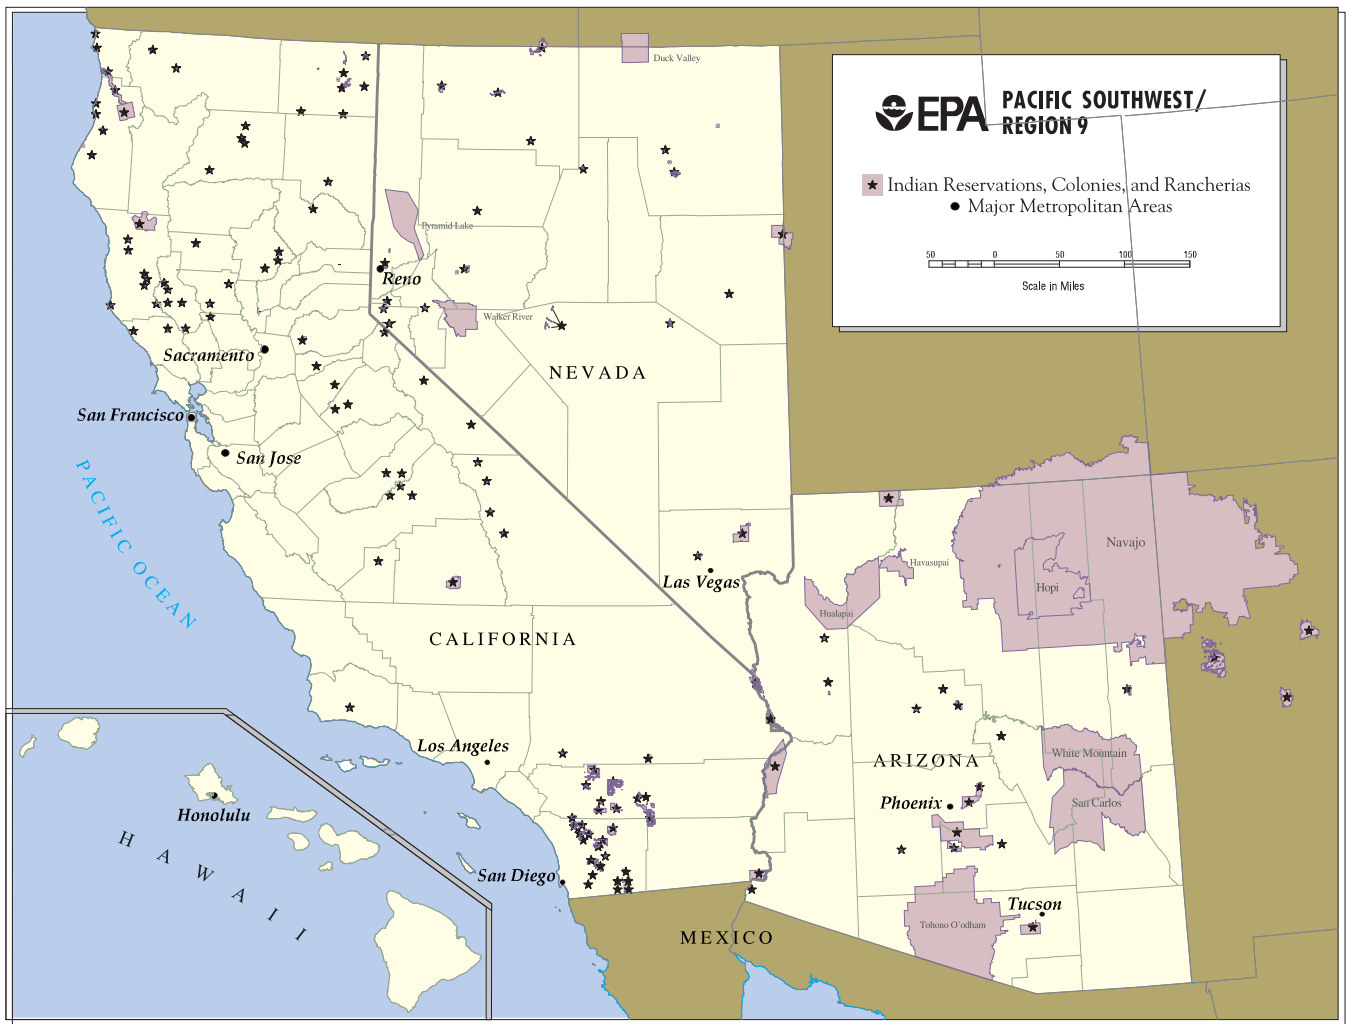 EPA
PACIFIC SOUTHWEST/
REGION 9
Indian Reservations, Colonies, and Rancherias
Major Metropolitan Areas
50 0 50 100 150
Scale in Miles
Duck Valley
Pyramid Lake
Reno
Walker River
NEVADA
Sacramento
San Francisco
San Jose
PACIFIC OCEAN
Las Vegas
CALIFORNIA
Navajo
Havasupai
Hopi
Hualapai
Los Angeles
White Mountain
ARIZONA
San Carlos
Phoenix
Honolulu
HAWAII
San Diego
Tucson
Tohono O'odham
MEXICO